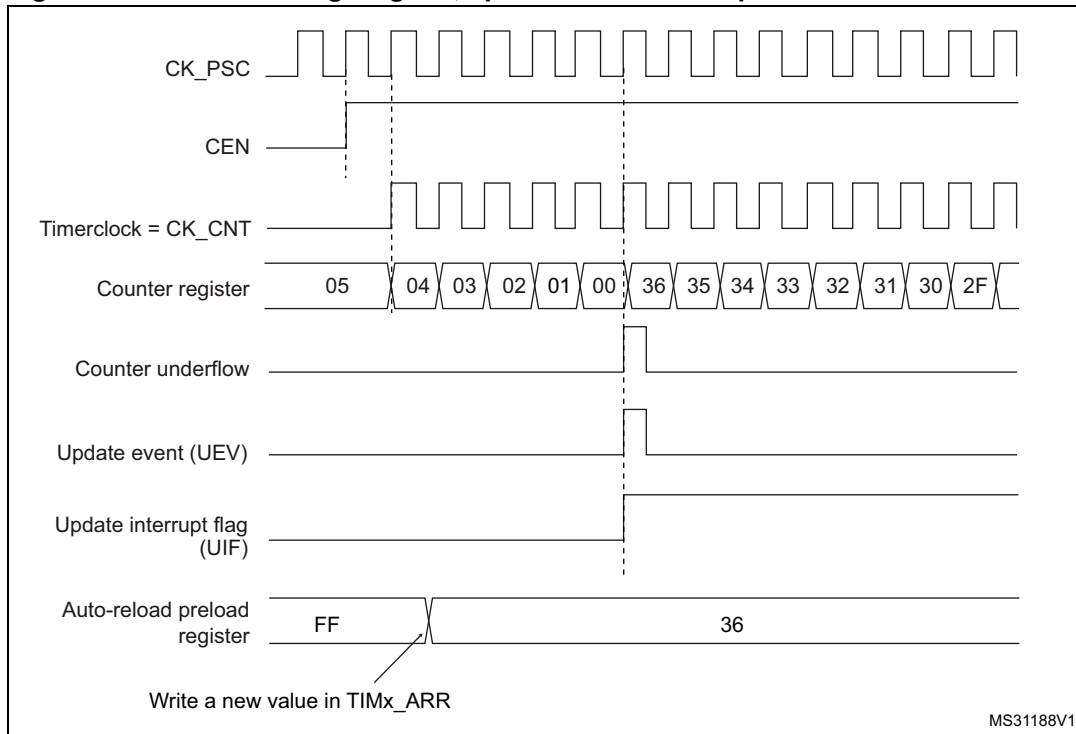 CK_PSC
CEN
Timerclock = CK_CNT
Counter register 05 04 03 02 01 00 36 35 34 33 32 31 30 2F
Counter underflow
Update event (UEV)
Update interrupt flag
(UIF)
Auto-reload preload
register
FF 36
Write a new value in TIMx_ARR
MS31188V1